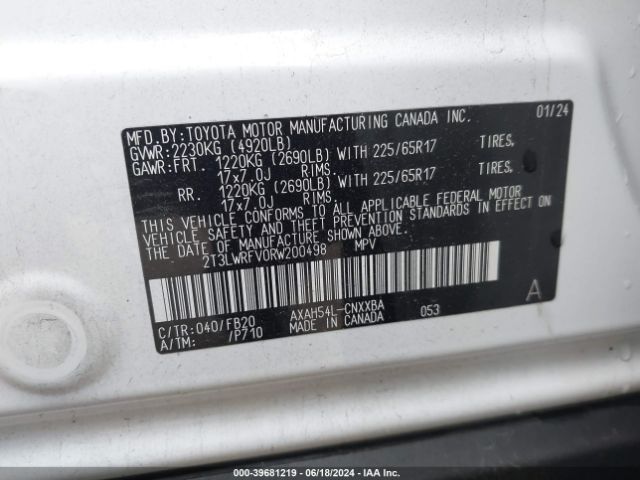 MFD.BY:TOYOTA MOTOR MANUFACTURING CANADA INC. 01/24
GVWR:2230KG (4920LB)
GAWR:FRT. 1220KG (2690LB) WITH 225/65R17 TIRES,
17x7.0J RIMS.
RR. 1220KG (2690LB) WITH 225/65R17 TIRES,
17x7.0J RIMS.
THIS VEHICLE CONFORMS TO ALL APPLICABLE FEDERAL MOTOR
VEHICLE SAFETY AND THEFT PREVENTION STANDARDS IN EFFECT ON
THE DATE OF MANUFACTURE SHOWN ABOVE.
2T3LWRFV0RW200498 MPV
C/TR:040/FB20 AXAH54L-CNXXBA 053 A
A/TM: /P710 MADE IN CANADA
000-39681219 - 06/18/2024 - IAA Inc.